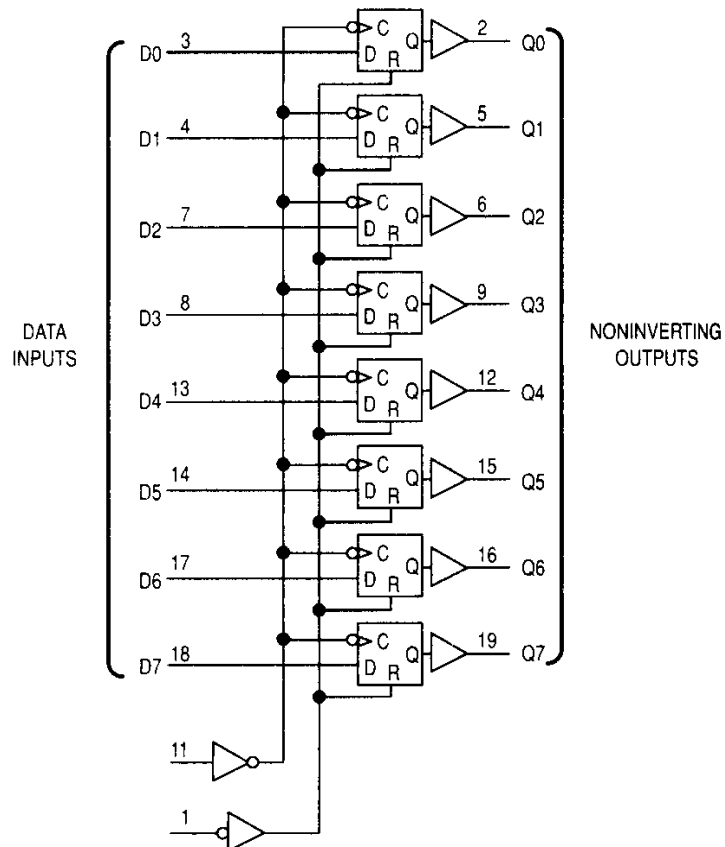 C Q 2 Q0
D0 3 D R
C Q 5 Q1
D1 4 D R
C Q 6 Q2
D2 7 D R
C Q 9 Q3
D3 8 D R
DATA INPUTS
NONINVERTING OUTPUTS
C Q 12 Q4
D4 13 D R
C Q 15 Q5
D5 14 D R
C Q 16 Q6
D6 17 D R
C Q 19 Q7
D7 18 D R
11
1